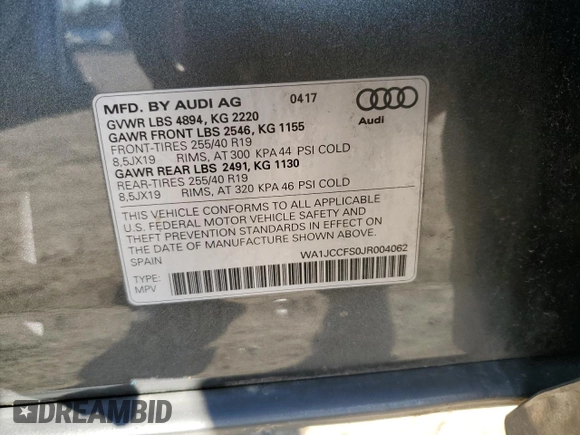 MFD. BY AUDI AG 0417
GVWR LBS 4894, KG 2220
GAWR FRONT LBS 2546, KG 1155
FRONT-TIRES 255/40 R19
8,5JX19 RIMS, AT 300 KPA 44 PSI COLD
GAWR REAR LBS 2491, KG 1130
REAR-TIRES 255/40 R19
8,5JX19 RIMS, AT 320 KPA 46 PSI COLD
Audi
THIS VEHICLE CONFORMS TO ALL APPLICABLE
U.S. FEDERAL MOTOR VEHICLE SAFETY AND
THEFT PREVENTION STANDARDS IN EFFECT ON
THE DATE OF MANUFACTURE SHOWN ABOVE.
SPAIN WA1JCCFS0JR004062
TYPE:
MPV
DREAMBID